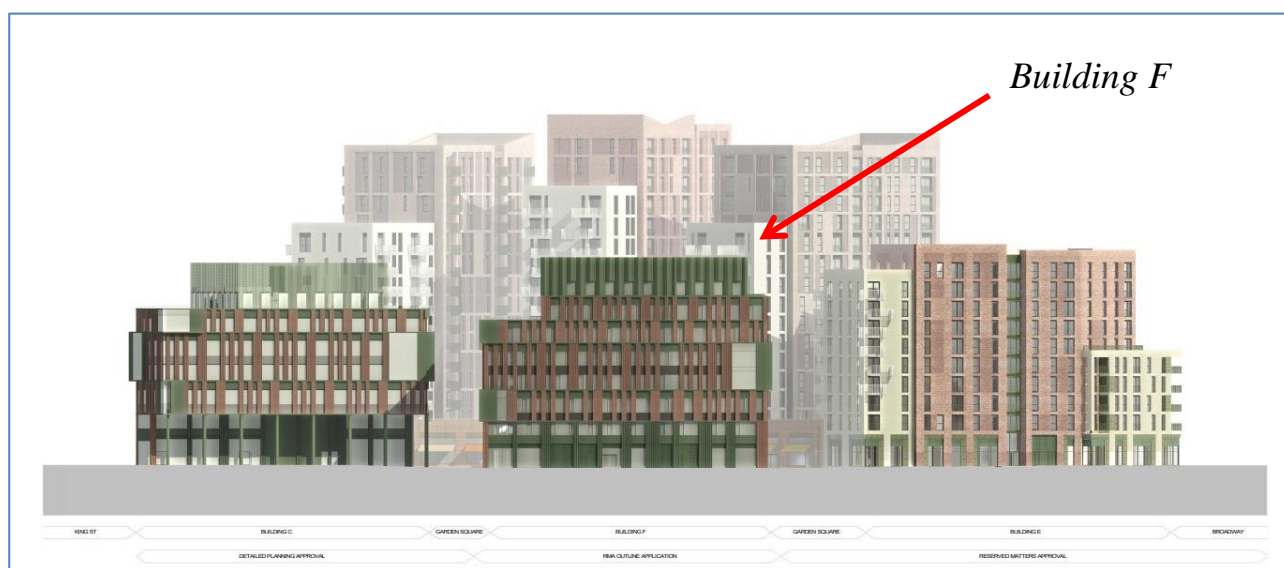 Building F
KING ST
BUILDING C
GARDEN SQUARE
BUILDING F
GARDEN SQUARE
BUILDING E
BROADWAY
DETAILED PLANNING APPROVAL
RMA OUTLINE APPLICATION
RESERVED MATTERS APPROVAL